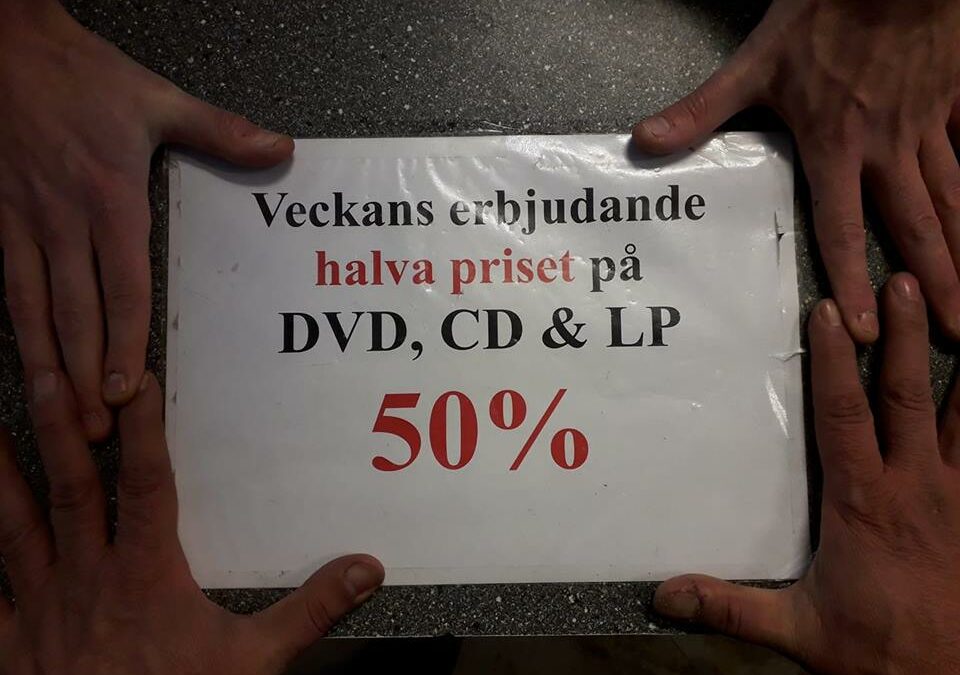 Veckans erbjudande
halva priset på
DVD, CD & LP
50%